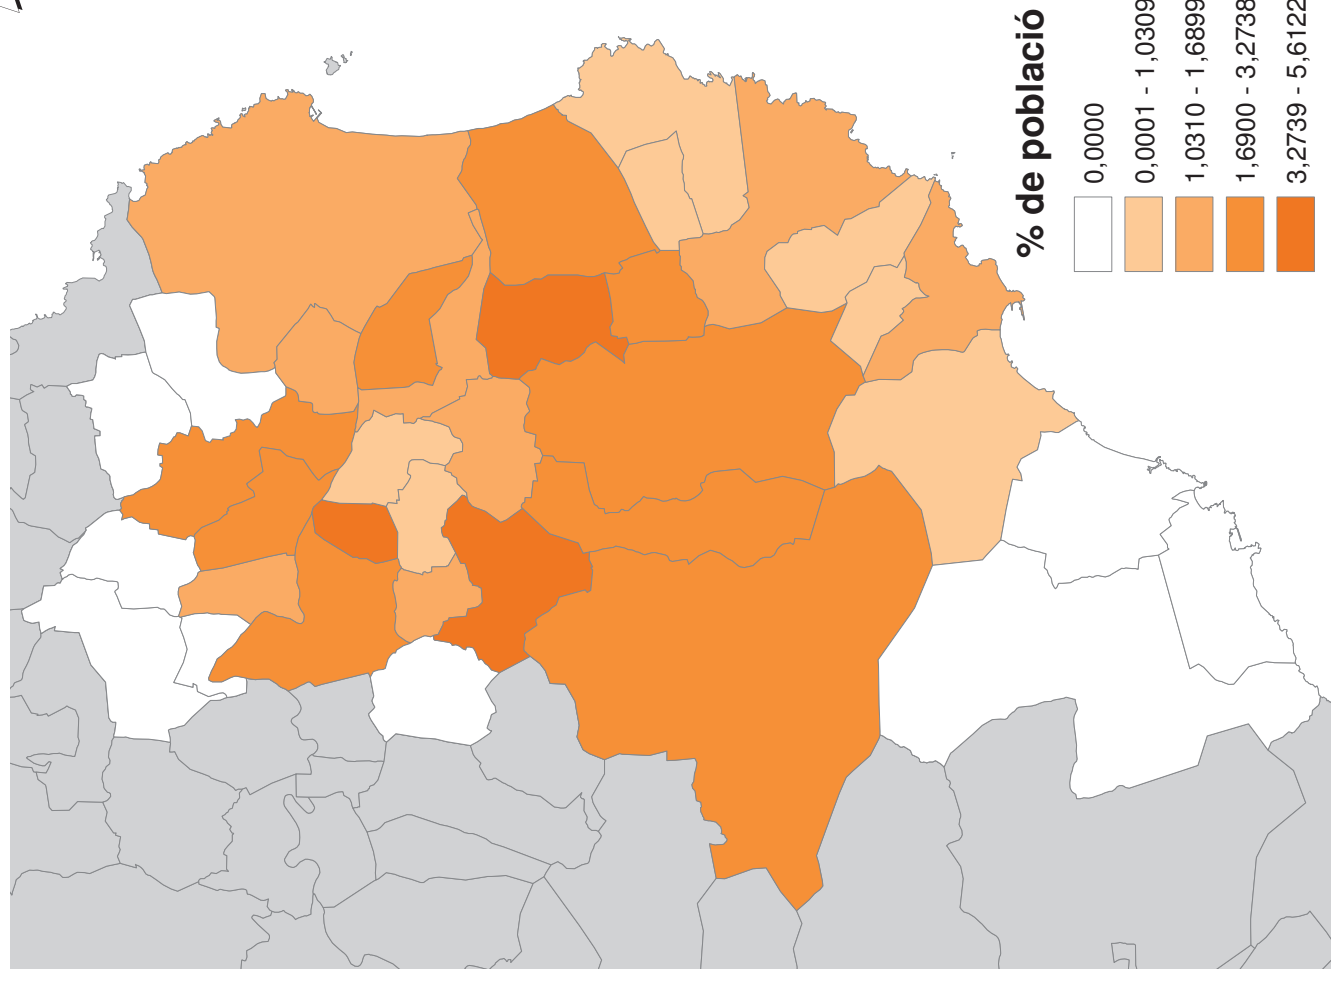 % de població
0,0000
0,0001 - 1,0309
1,0310 - 1,6899
1,6900 - 3,2738
3,2739 - 5,6122